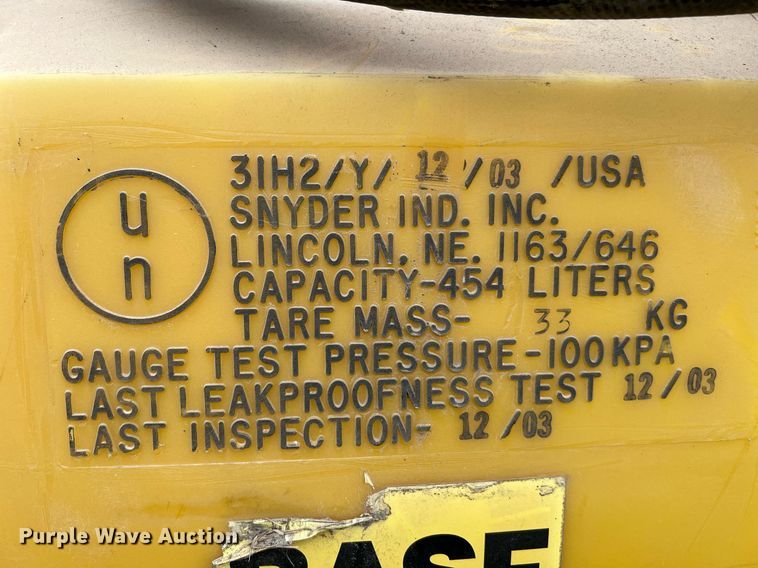 un
31H2/Y/ 12 /03 /USA
SNYDER IND. INC.
LINCOLN, NE. 1163/646
CAPACITY-454 LITERS
TARE MASS- 33 KG
GAUGE TEST PRESSURE-100KPA
LAST LEAKPROOFNESS TEST 12/03
LAST INSPECTION- 12 /03
Purple Wave Auction